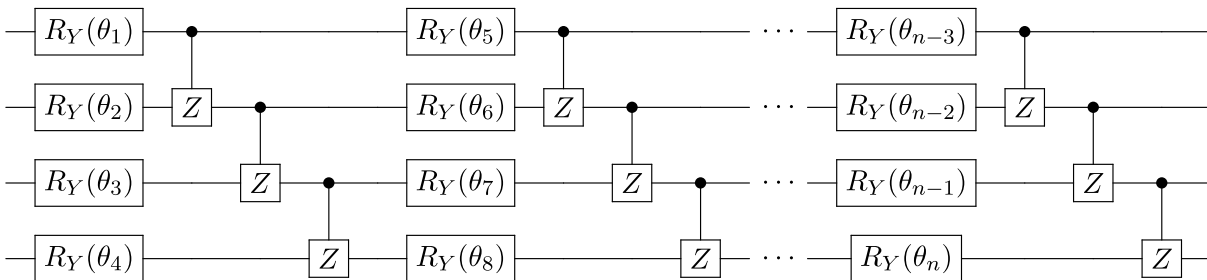 R_Y(θ_1) R_Y(θ_5) ··· R_Y(θ_{n−3})
Z Z Z
R_Y(θ_2) R_Y(θ_6) ··· R_Y(θ_{n−2})
Z Z Z
R_Y(θ_3) R_Y(θ_7) ··· R_Y(θ_{n−1})
Z Z Z
R_Y(θ_4) R_Y(θ_8) ··· R_Y(θ_n)